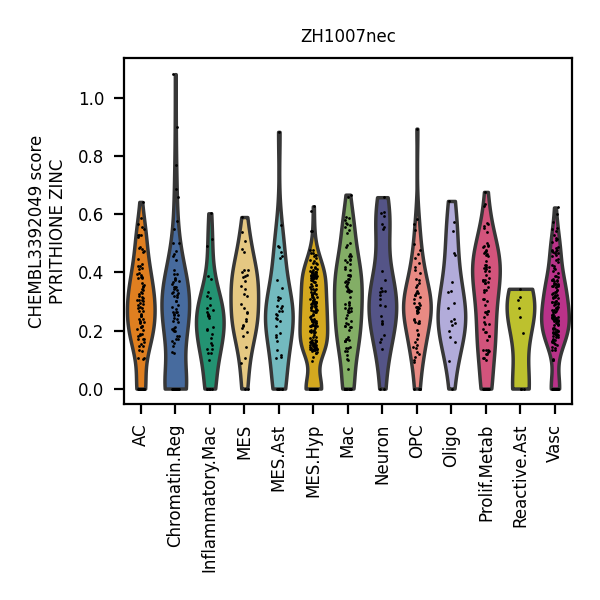 ZH1007nec
CHEMBL3392049 score
PYRITHIONE ZINC
1.0
0.8
0.6
0.4
0.2
0.0
AC
Chromatin.Reg
Inflammatory.Mac
MES
MES.Ast
MES.Hyp
Mac
Neuron
OPC
Oligo
Prolif.Metab
Reactive.Ast
Vasc